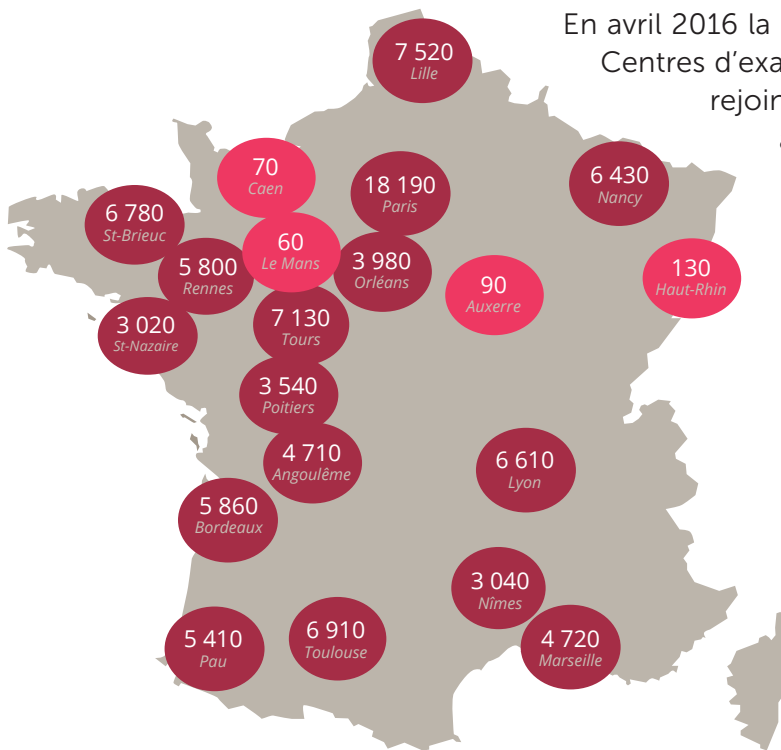 En avril 2016 la
Centres d'exa
rejoin
7 520
Lille
70
Caen
18 190
Paris
6 430
Nancy
6 780
St-Brieuc
60
Le Mans
5 800
Rennes
3 980
Orléans
90
Auxerre
130
Haut-Rhin
3 020
St-Nazaire
7 130
Tours
3 540
Poitiers
4 710
Angoulême
6 610
Lyon
5 860
Bordeaux
3 040
Nîmes
5 410
Pau
6 910
Toulouse
4 720
Marseille